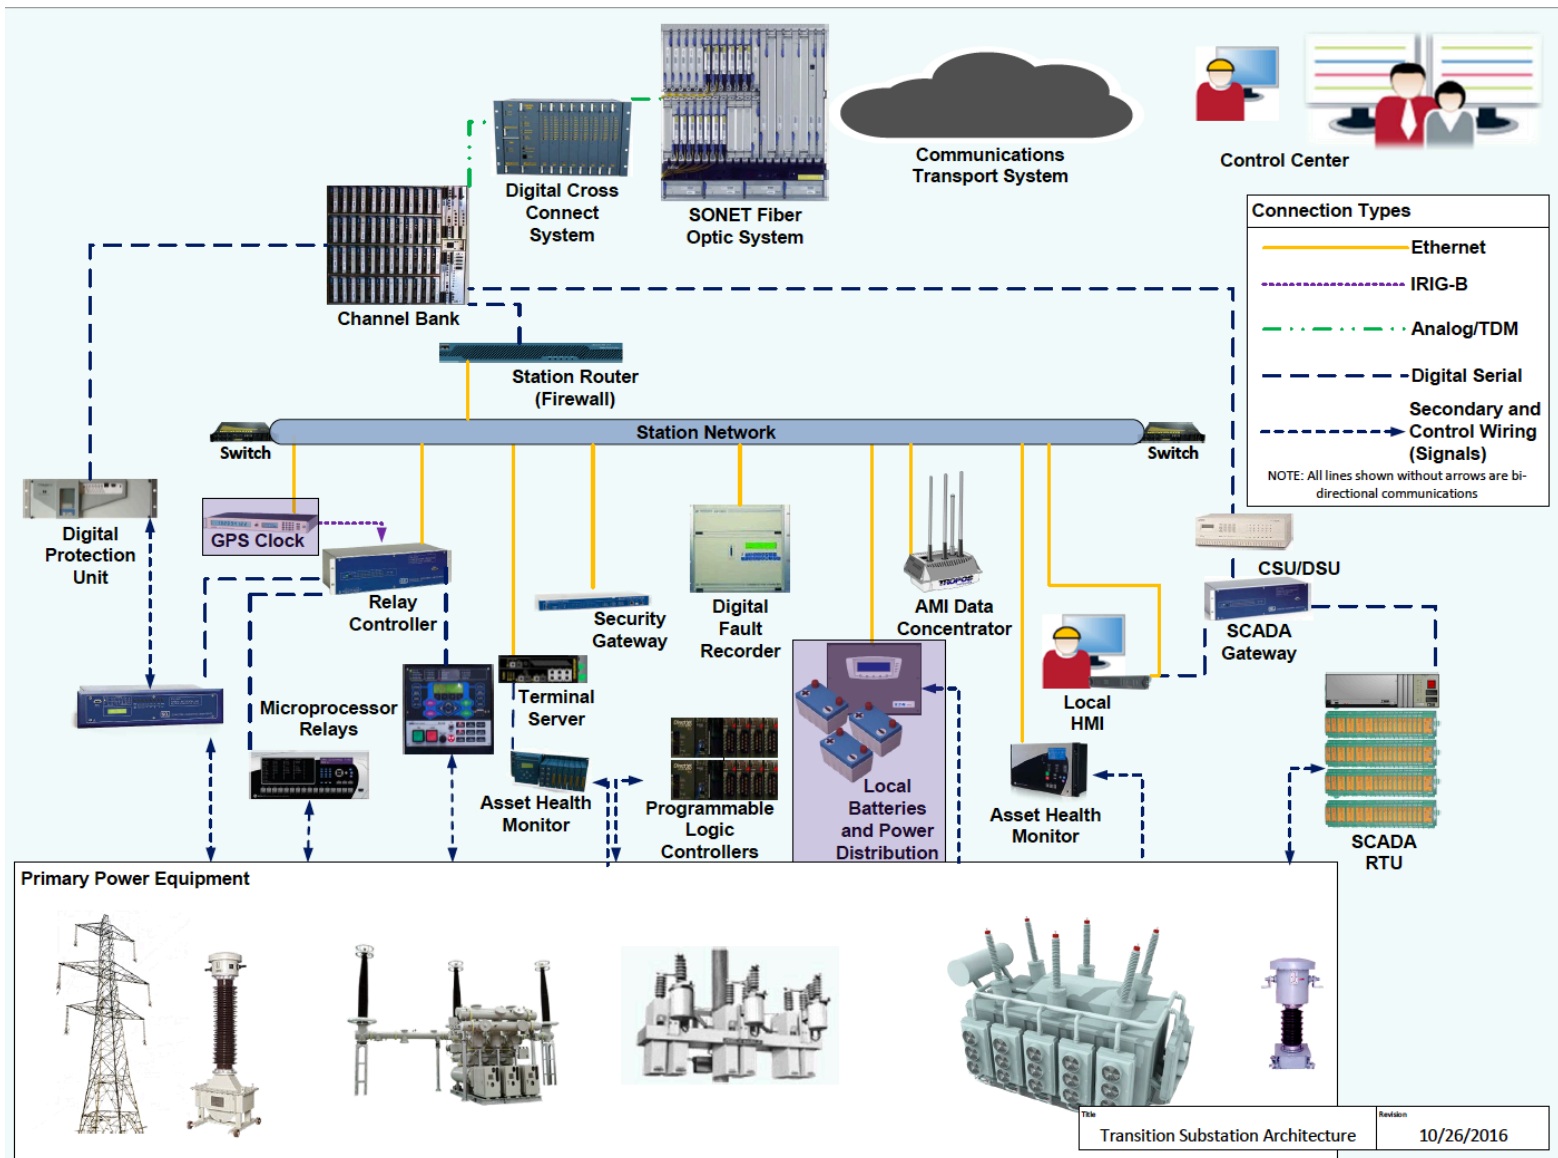 Communications
Transport System
Control Center
Digital Cross
Connect
System
SONET Fiber
Optic System
Connection Types
Ethernet
IRIG-B
Analog/TDM
Digital Serial
Secondary and
Control Wiring
(Signals)
NOTE: All lines shown without arrows are bi-
directional communications
Channel Bank
Station Router
(Firewall)
Station Network
Switch
Switch
Digital
Protection
Unit
GPS Clock
Relay
Controller
Security
Gateway
Digital
Fault
Recorder
TROPOS
AMI Data
Concentrator
CSU/DSU
SCADA
Gateway
Microprocessor
Relays
Terminal
Server
Local
HMI
Asset Health
Monitor
Programmable
Logic
Controllers
Local
Batteries
and Power
Distribution
Asset Health
Monitor
SCADA
RTU
Primary Power Equipment
Title
Transition Substation Architecture
Revision
10/26/2016